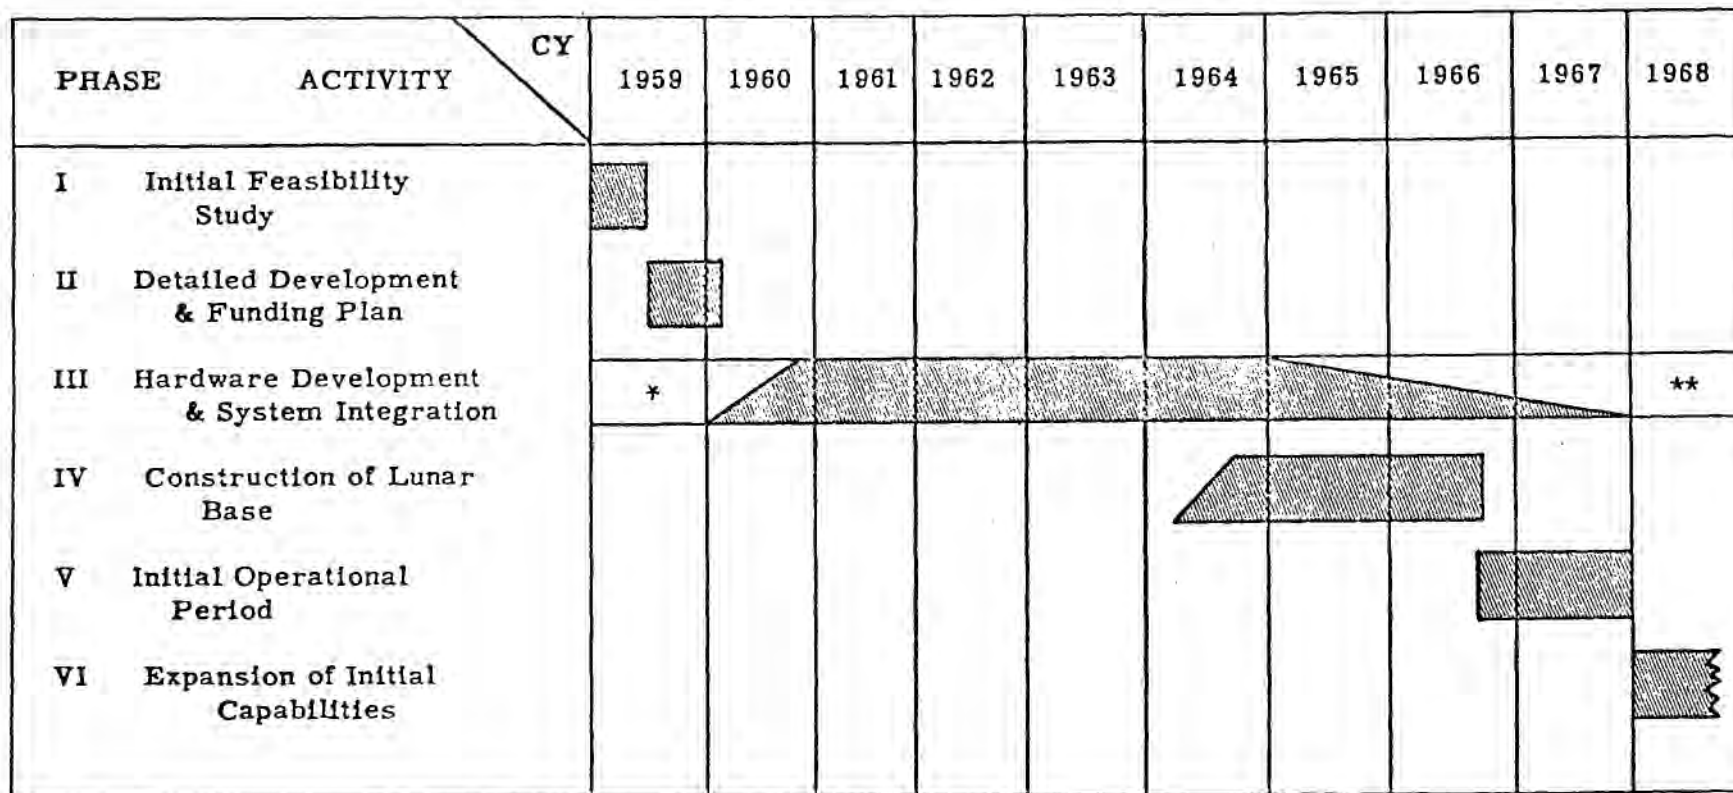 CY
PHASE ACTIVITY 1959 1960 1961 1962 1963 1964 1965 1966 1967 1968
I Initial Feasibility
Study
II Detailed Development
& Funding Plan
III Hardware Development
& System Integration * **
IV Construction of Lunar
Base
V Initial Operational
Period
VI Expansion of Initial
Capabilities